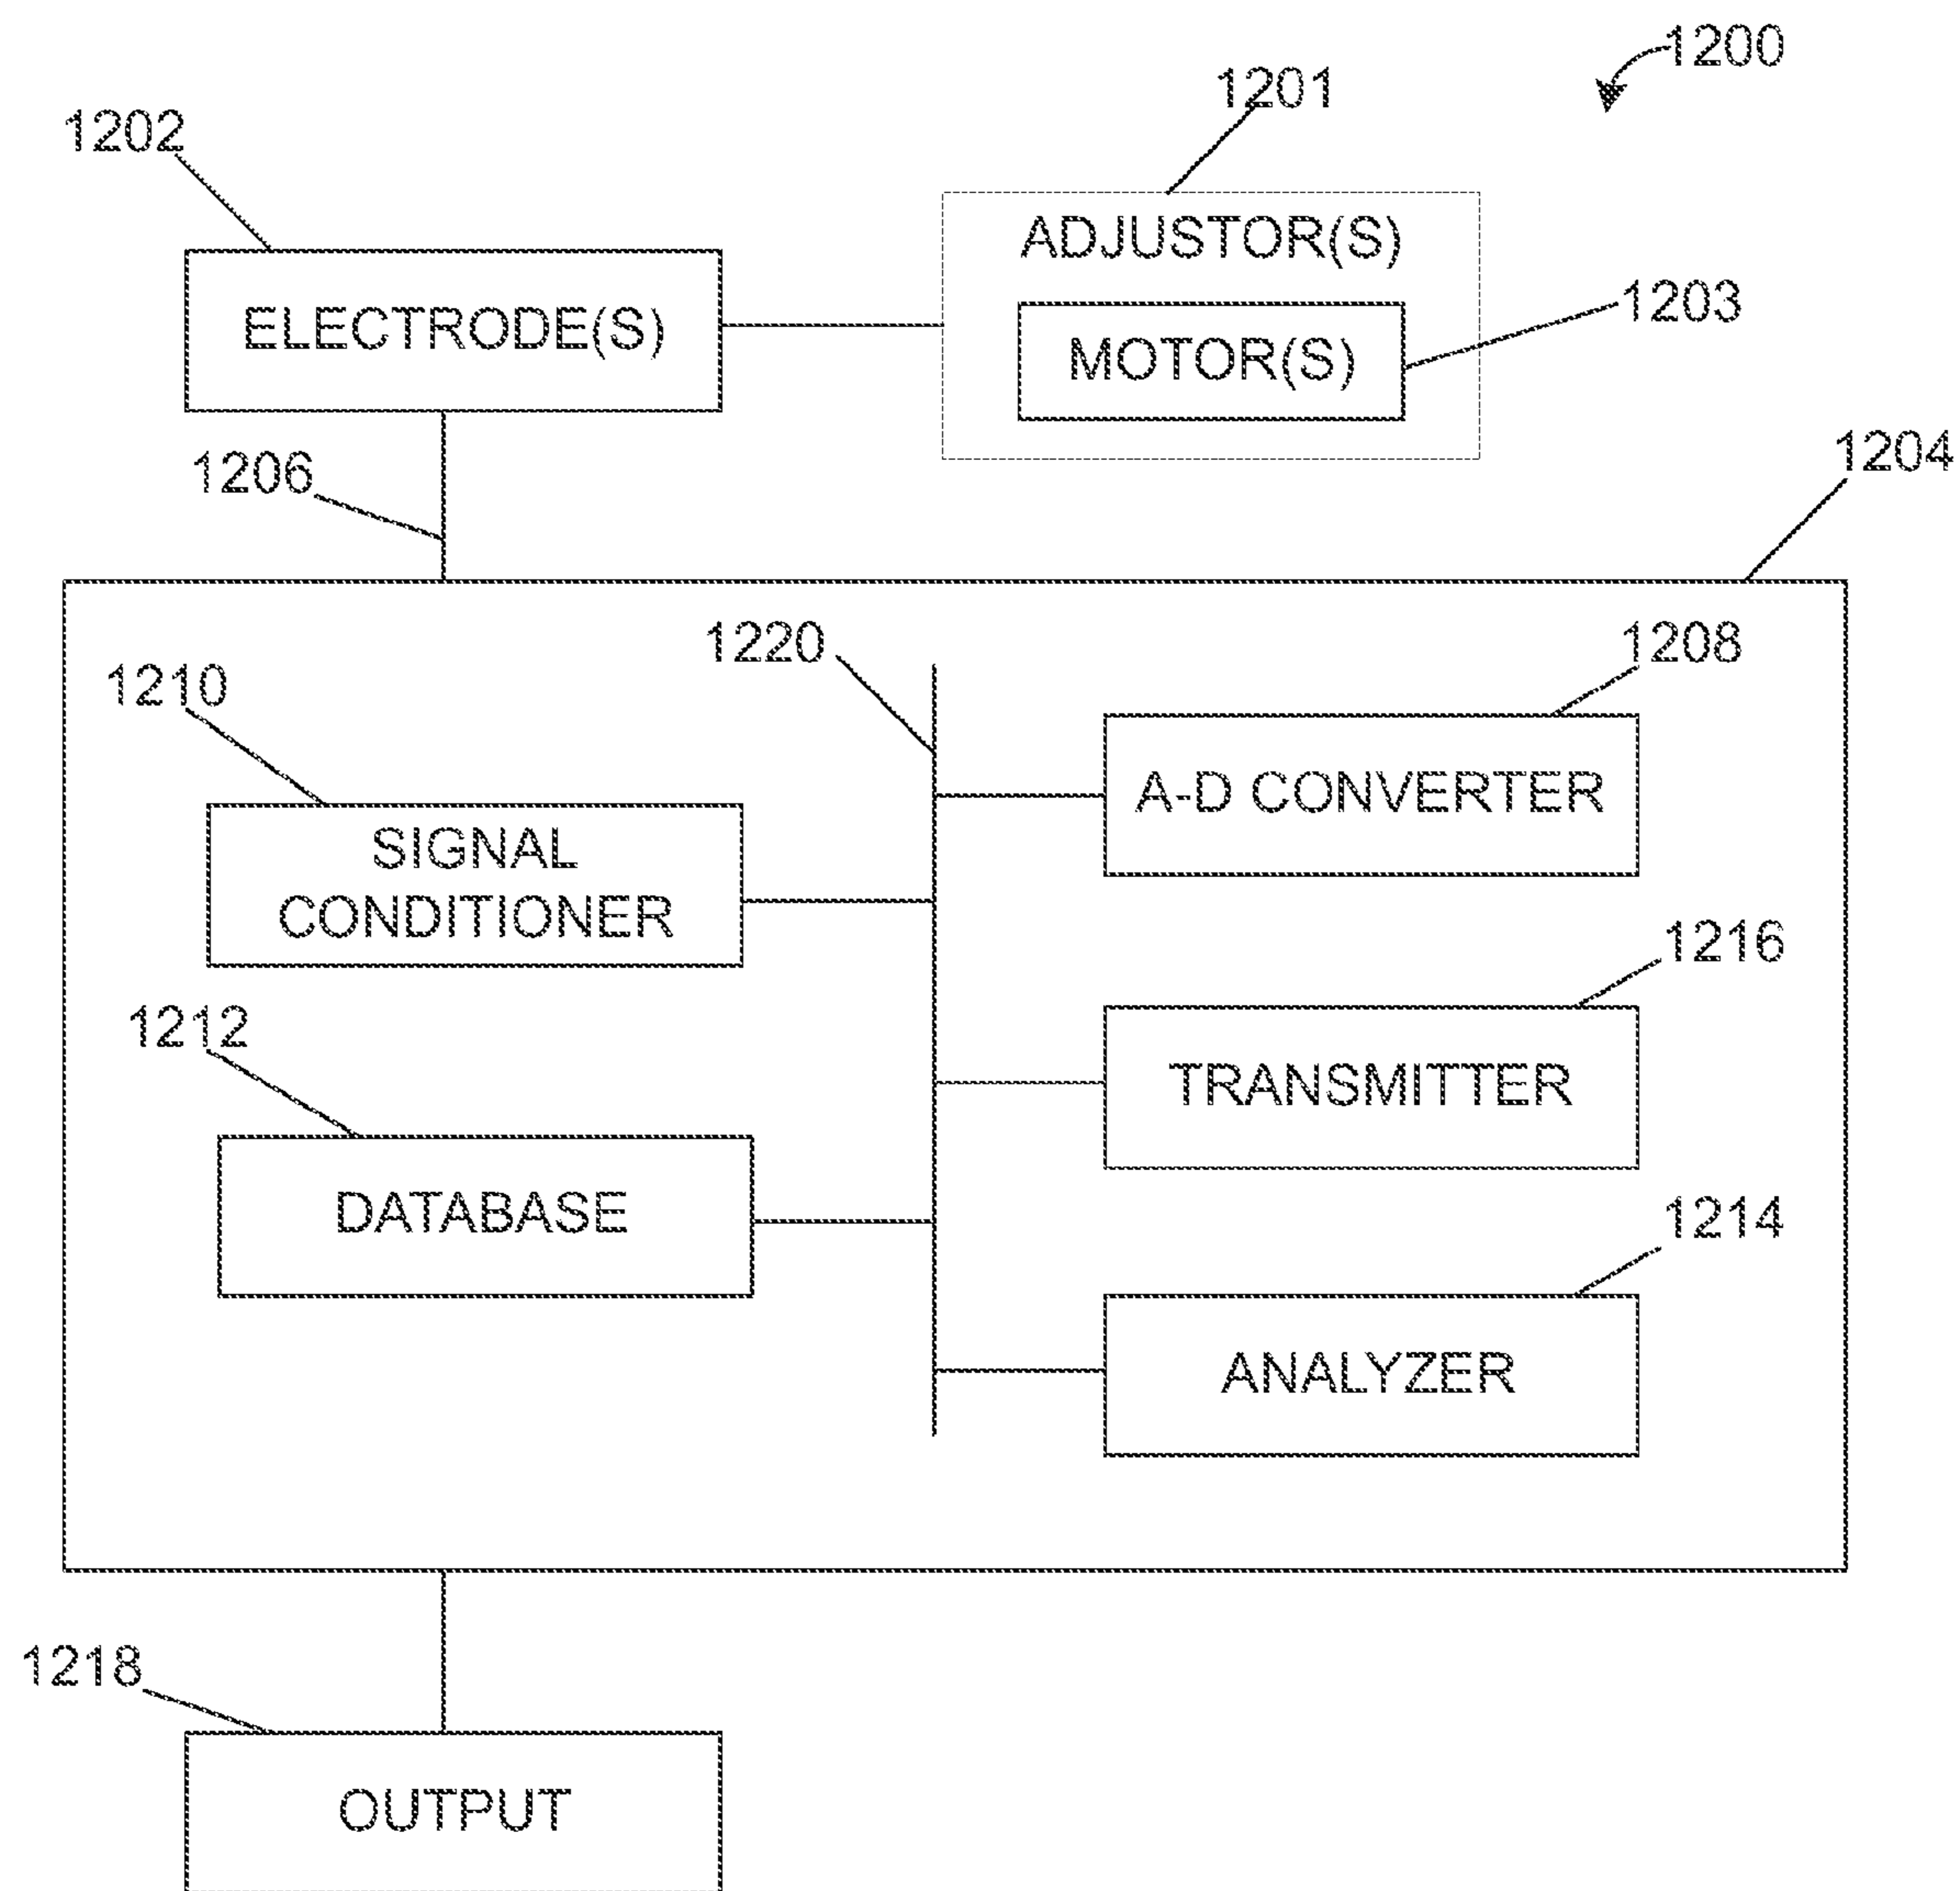 1200
1201
1202
ADJUSTOR(S)
ELECTRODE(S)
1203
MOTOR(S)
1204
1206
1220
1208
1210
A-D CONVERTER
SIGNAL
CONDITIONER
1216
1212
TRANSMITTER
DATABASE
1214
ANALYZER
1218
OUTPUT